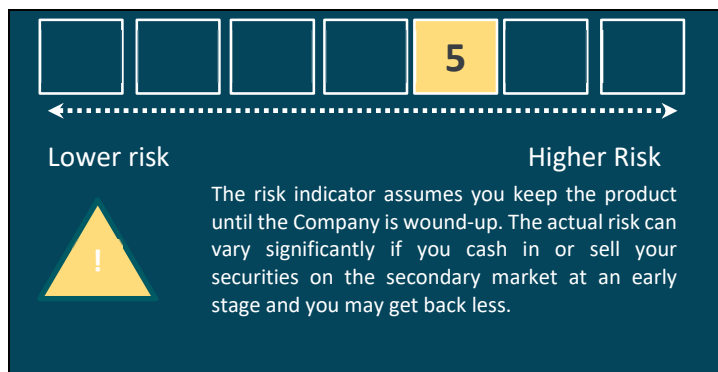 5
Lower risk Higher Risk
The risk indicator assumes you keep the product
until the Company is wound-up. The actual risk can
vary significantly if you cash in or sell your
securities on the secondary market at an early
stage and you may get back less.
!